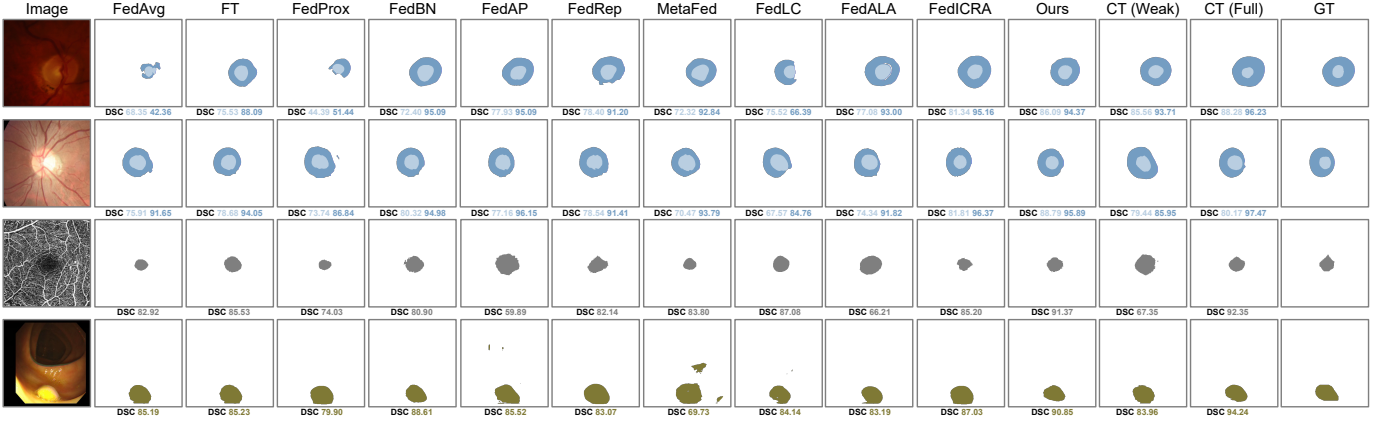 Image FedAvg FT FedProx FedBN FedAP FedRep MetaFed FedLC FedALA FedICRA Ours CT (Weak) CT (Full) GT
DSC 68.35 42.36 DSC 75.53 88.09 DSC 44.39 51.44 DSC 72.40 95.09 DSC 77.93 95.09 DSC 78.40 91.20 DSC 72.32 92.84 DSC 75.52 66.39 DSC 77.08 93.00 DSC 81.34 95.16 DSC 86.09 94.37 DSC 85.56 93.71 DSC 88.28 96.23
DSC 75.91 91.65 DSC 78.68 94.05 DSC 73.74 86.84 DSC 80.32 94.98 DSC 77.16 96.15 DSC 78.54 91.41 DSC 70.47 93.79 DSC 67.57 84.76 DSC 74.34 91.82 DSC 81.81 96.37 DSC 88.79 95.89 DSC 79.44 85.95 DSC 80.17 97.47
DSC 82.92 DSC 85.53 DSC 74.03 DSC 80.90 DSC 59.89 DSC 82.14 DSC 83.80 DSC 87.08 DSC 66.21 DSC 85.20 DSC 91.37 DSC 67.35 DSC 92.35
DSC 85.19 DSC 85.23 DSC 79.90 DSC 88.61 DSC 85.52 DSC 83.07 DSC 69.73 DSC 84.14 DSC 83.19 DSC 87.03 DSC 90.85 DSC 83.96 DSC 94.24